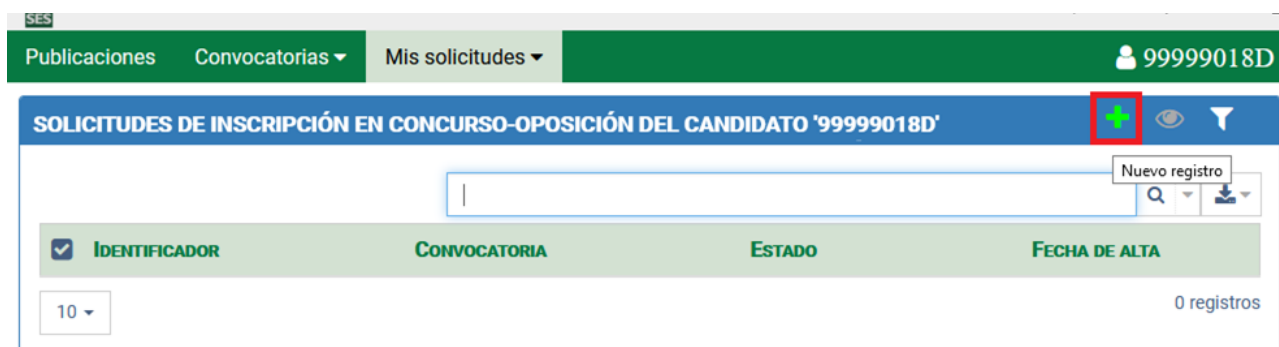 SES
Publicaciones Convocatorias Mis solicitudes 99999018D
SOLICITUDES DE INSCRIPCIÓN EN CONCURSO-OPOSICIÓN DEL CANDIDATO '99999018D'
Nuevo registro
IDENTIFICADOR CONVOCATORIA ESTADO FECHA DE ALTA
10 0 registros